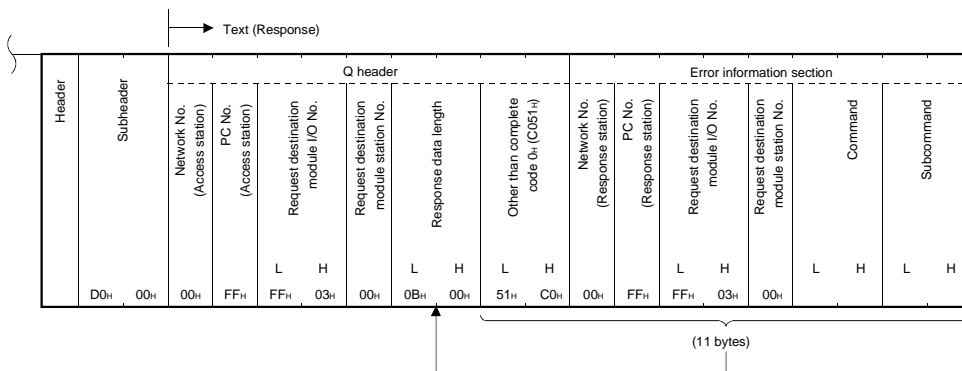 Text (Response)
Q header
Error information section
Header
Subheader
Network No.
(Access station)
PC No.
(Access station)
Request destination
module I/O No.
Request destination
module station No.
Response data length
Other than complete
code 0H (C051H)
Network No.
(Response station)
PC No.
(Response station)
Request destination
module I/O No.
Request destination
module station No.
Command
Subcommand
L H L H L H L H L H L H
D0H 00H 00H FFH FFH 03H 00H 0BH 00H 51H C0H 00H FFH FFH 03H 00H
(11 bytes)